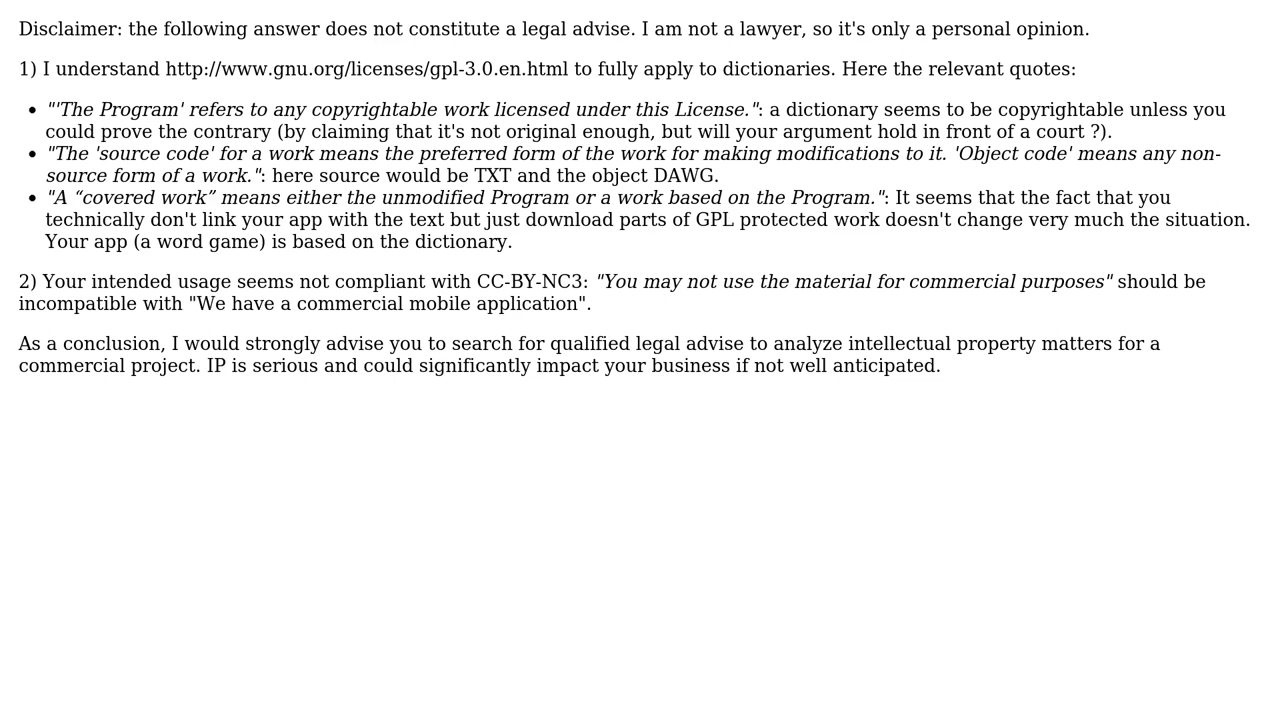 Disclaimer: the following answer does not constitute a legal advise. I am not a lawyer, so it's only a personal opinion.
1) I understand http://www.gnu.org/licenses/gpl-3.0.en.html to fully apply to dictionaries. Here the relevant quotes:
• "'The Program' refers to any copyrightable work licensed under this License.": a dictionary seems to be copyrightable unless you
could prove the contrary (by claiming that it's not original enough, but will your argument hold in front of a court ?).
• "The 'source code' for a work means the preferred form of the work for making modifications to it. 'Object code' means any non-
source form of a work.": here source would be TXT and the object DAWG.
• "A “covered work” means either the unmodified Program or a work based on the Program.": It seems that the fact that you
technically don't link your app with the text but just download parts of GPL protected work doesn't change very much the situation.
Your app (a word game) is based on the dictionary.
2) Your intended usage seems not compliant with CC-BY-NC3: "You may not use the material for commercial purposes" should be
incompatible with "We have a commercial mobile application".
As a conclusion, I would strongly advise you to search for qualified legal advise to analyze intellectual property matters for a
commercial project. IP is serious and could significantly impact your business if not well anticipated.